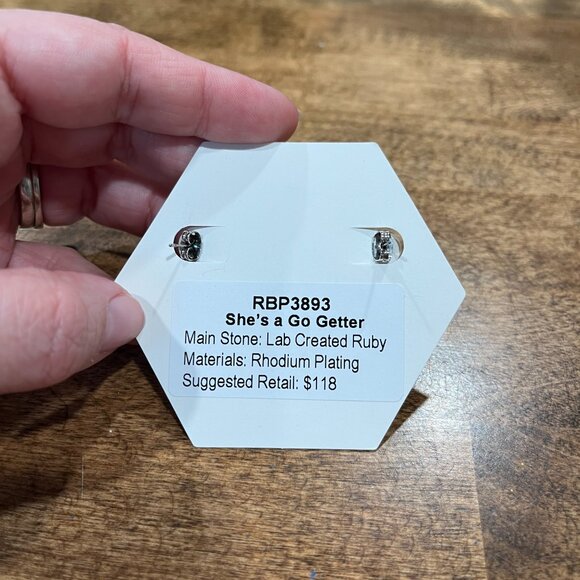 RBP3893
She's a Go Getter
Main Stone: Lab Created Ruby
Materials: Rhodium Plating
Suggested Retail: $118